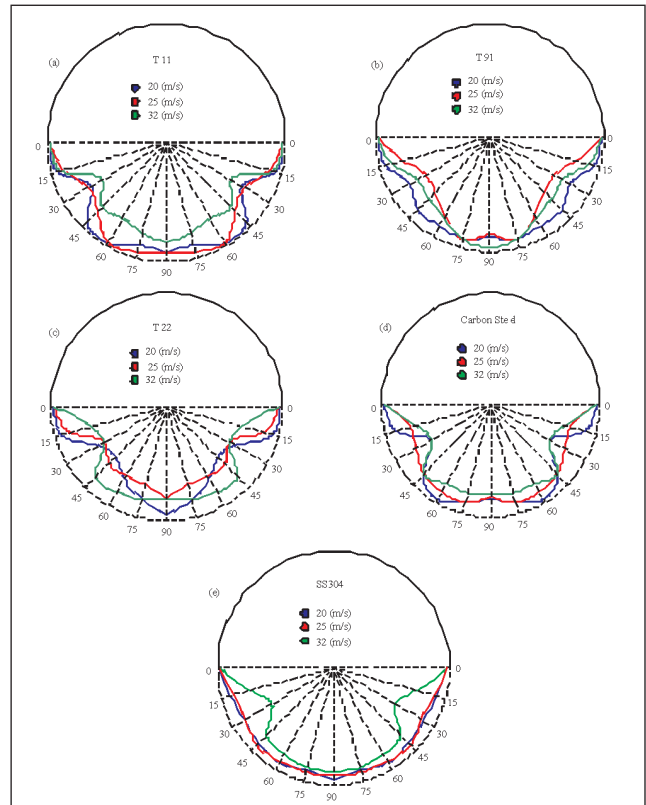 (a)
T 11
20 (m/s)
25 (m/s)
32 (m/s)
0 0
15 15
30 30
45 45
60 60
75 75
90
(b)
T 91
20 (m/s)
25 (m/s)
32 (m/s)
0 0
15 15
30 30
45 45
60 60
75 75
90
(c)
T 22
20 (m/s)
25 (m/s)
32 (m/s)
0 0
15 15
30 30
45 45
60 60
75 75
90
(d)
Carbon Ste d
20 (m/s)
25 (m/s)
32 (m/s)
0 0
15 15
30 30
45 45
60 60
75 75
90
(e)
SS304
20 (m/s)
25 (m/s)
32 (m/s)
0 0
15 15
30 30
45 45
60 60
75 75
90